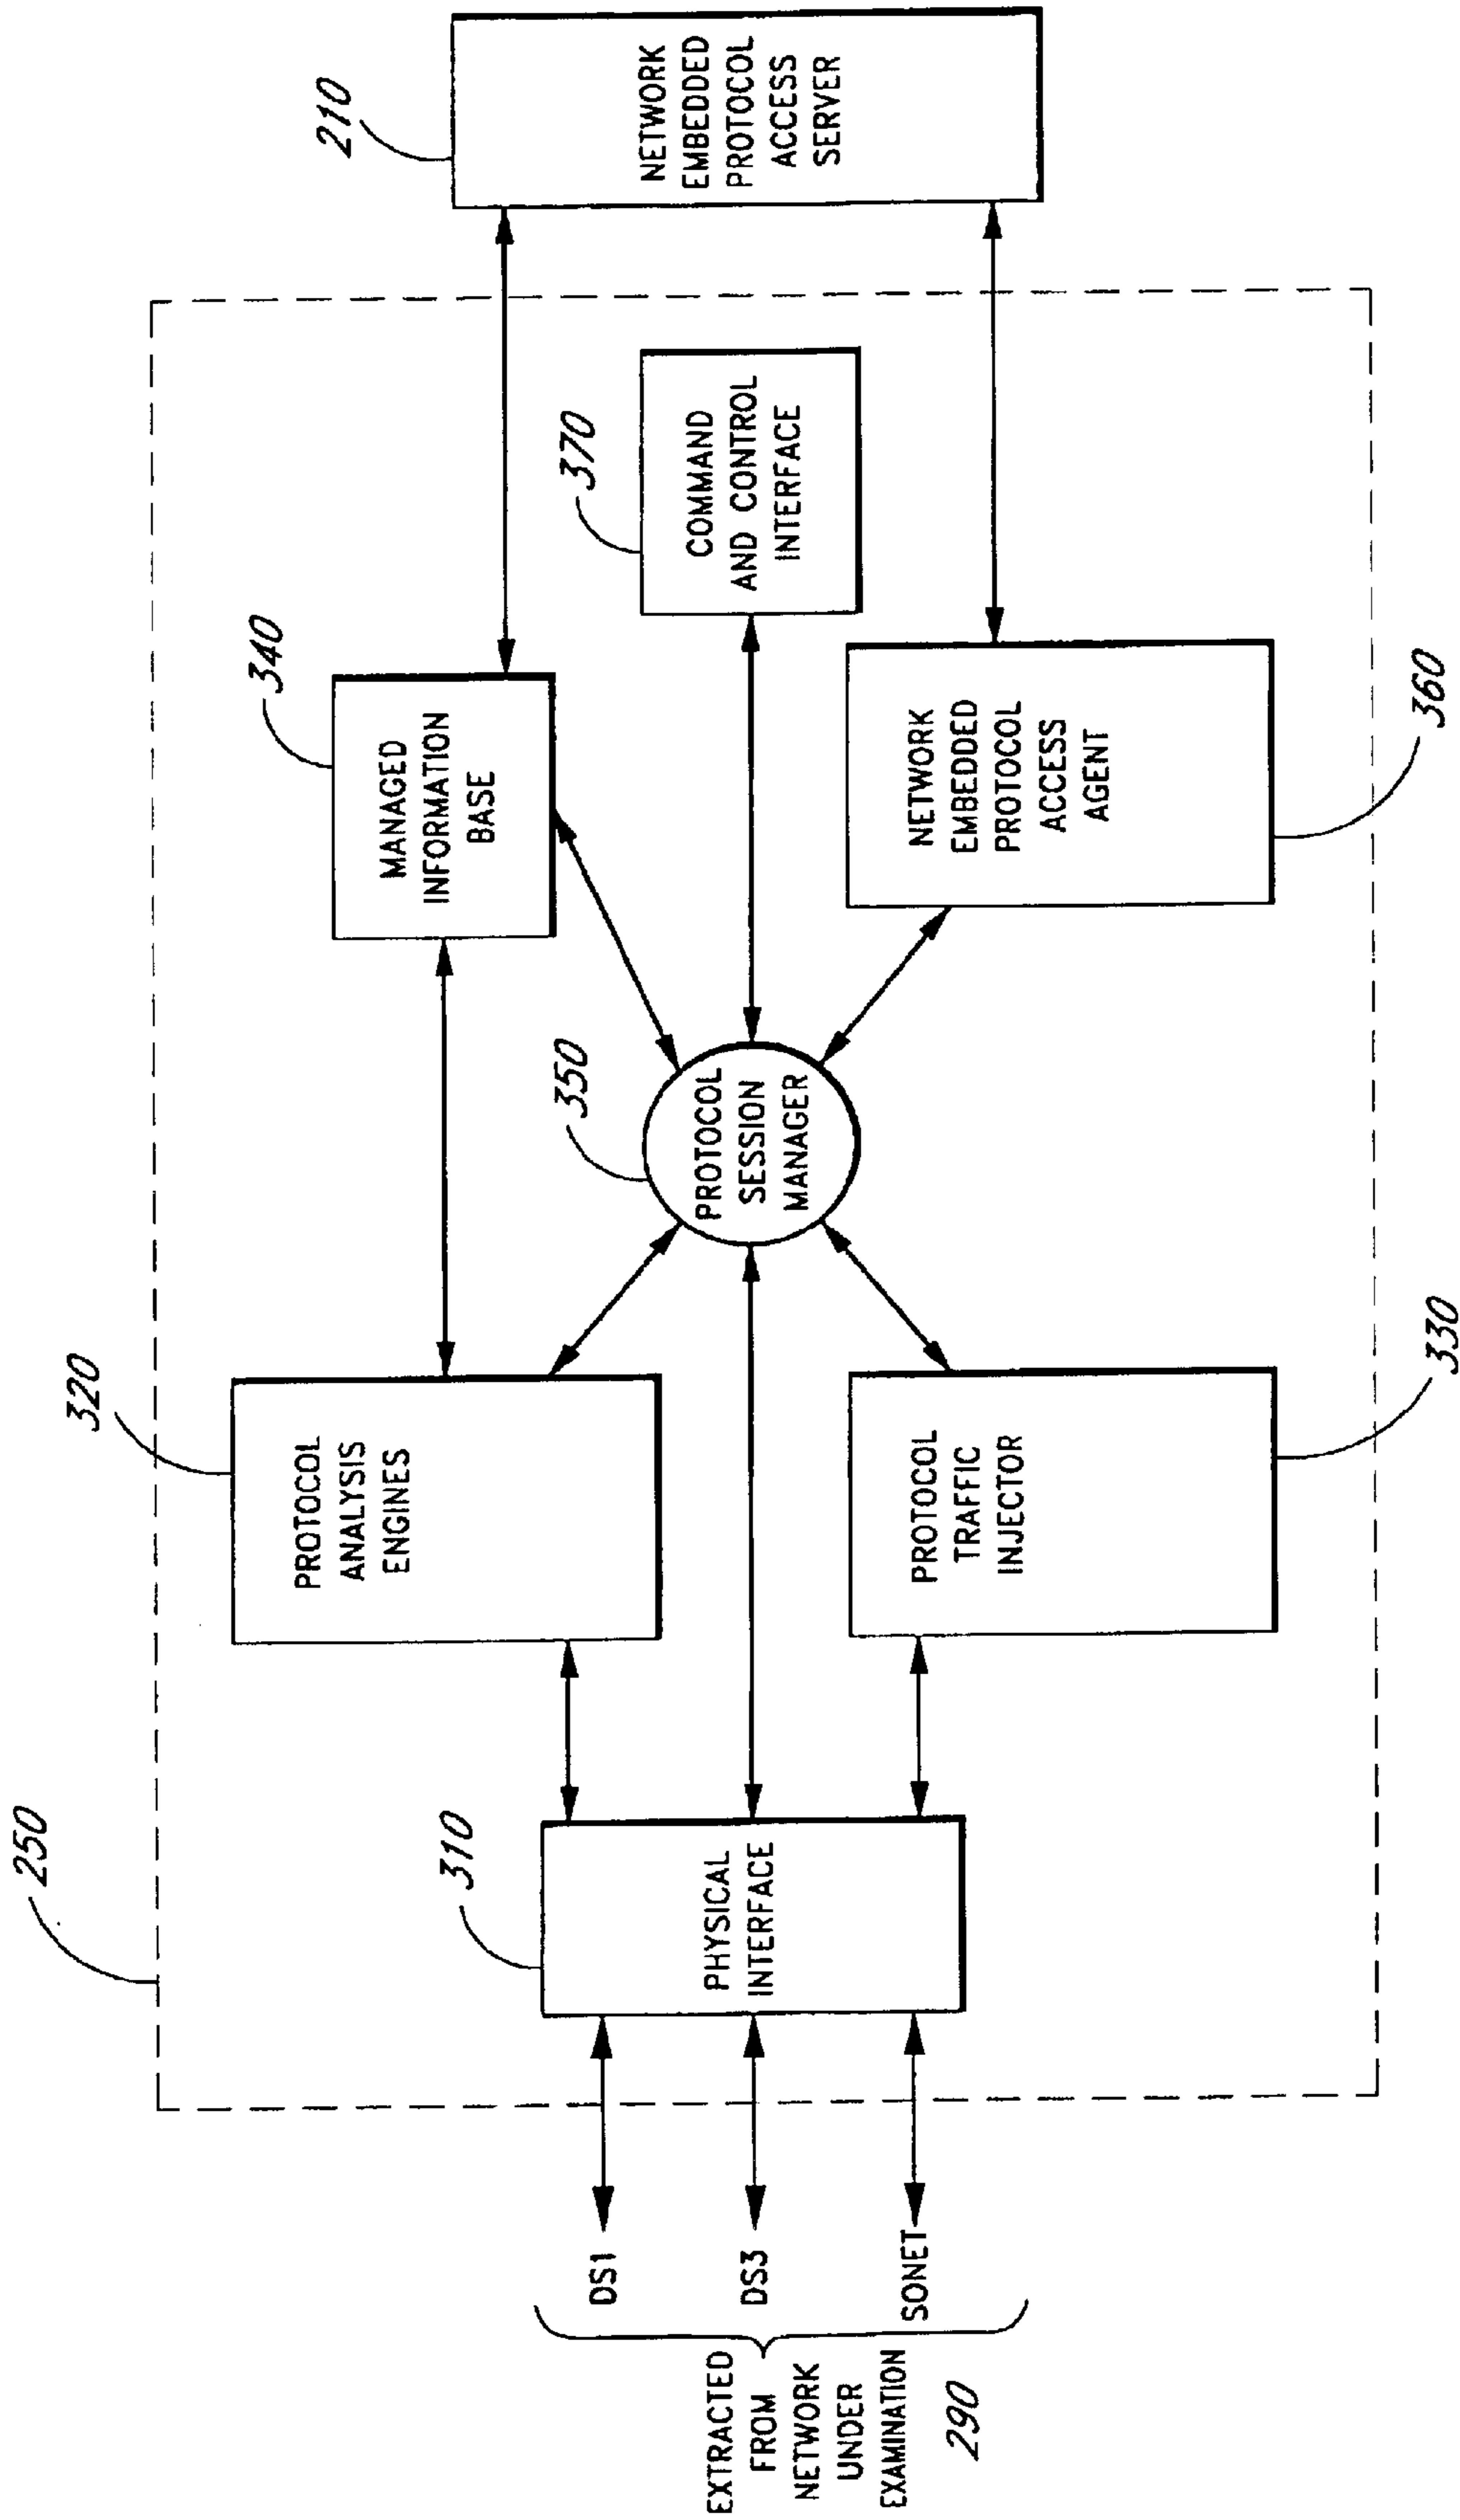 250
320
PROTOCOL
ANALYSIS
ENGINES
340
MANAGED
INFORMATION
BASE
210
NETWORK
EMBEDDED
PROTOCOL
ACCESS
SERVER
310
PHYSICAL
INTERFACE
350
PROTOCOL
SESSION
MANAGER
370
COMMAND
AND CONTROL
INTERFACE
DS1
DS3
SONET
EXTRACTED
FROM
NETWORK
UNDER
EXAMINATION
290
PROTOCOL
TRAFFIC
INJECTOR
330
NETWORK
EMBEDDED
PROTOCOL
ACCESS
AGENT
360